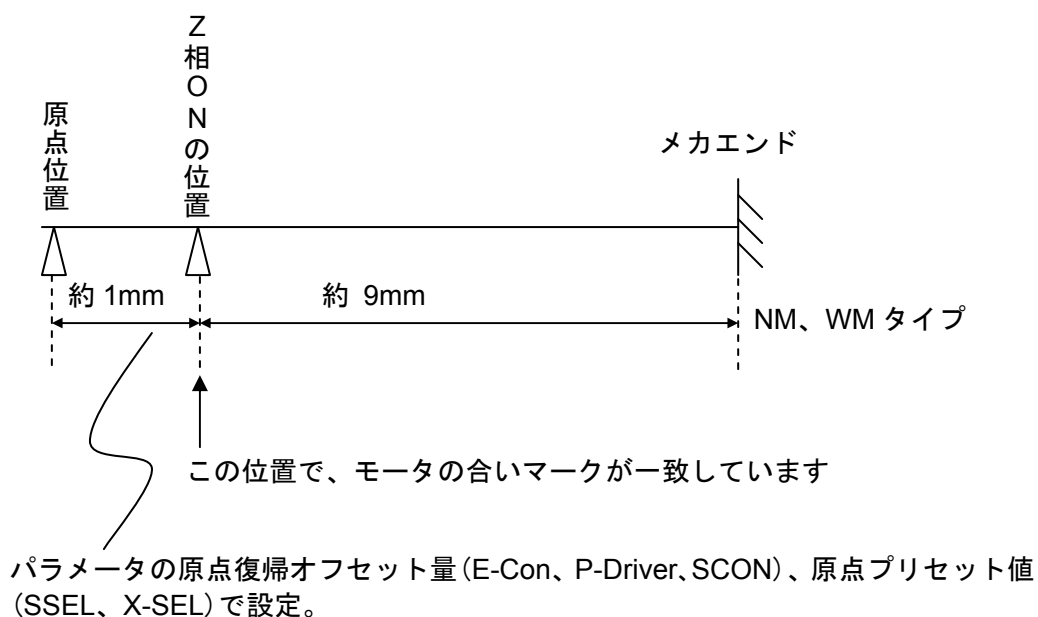 原点位置
Z相ONの位置
メカエンド
約 1mm
約 9mm
NM、WM タイプ
この位置で、モータの合いマークが一致しています
パラメータの原点復帰オフセット量(E-Con、P-Driver、SCON)、原点プリセット値
(SSEL、X-SEL)で設定。